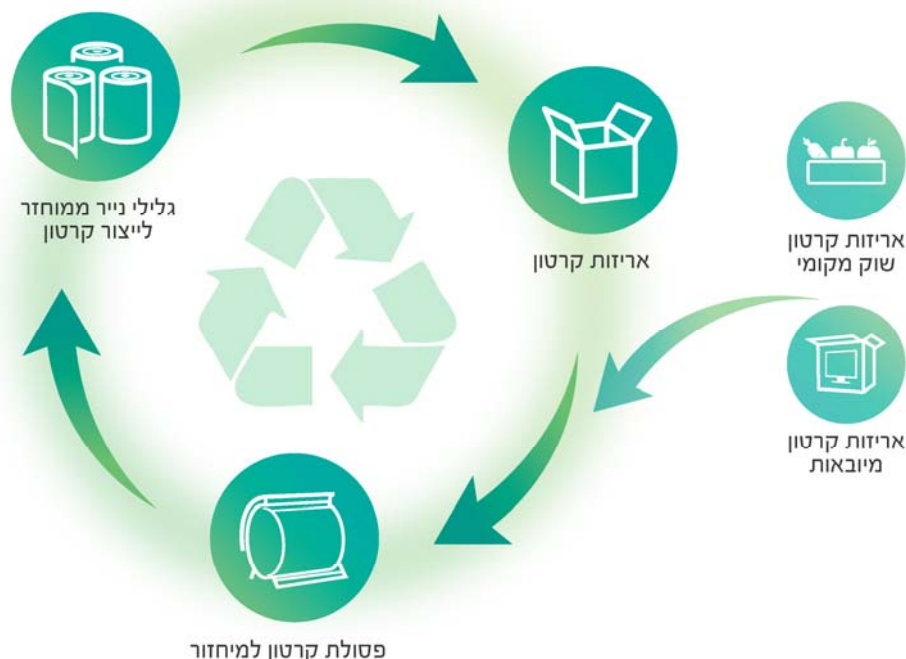 גלילי נייר ממוחזר
לייצור קרטון
אריזות קרטון
אריזות קרטון
שוק מקומי
אריזות קרטון
מיובאות
פסולת קרטון למיחזור